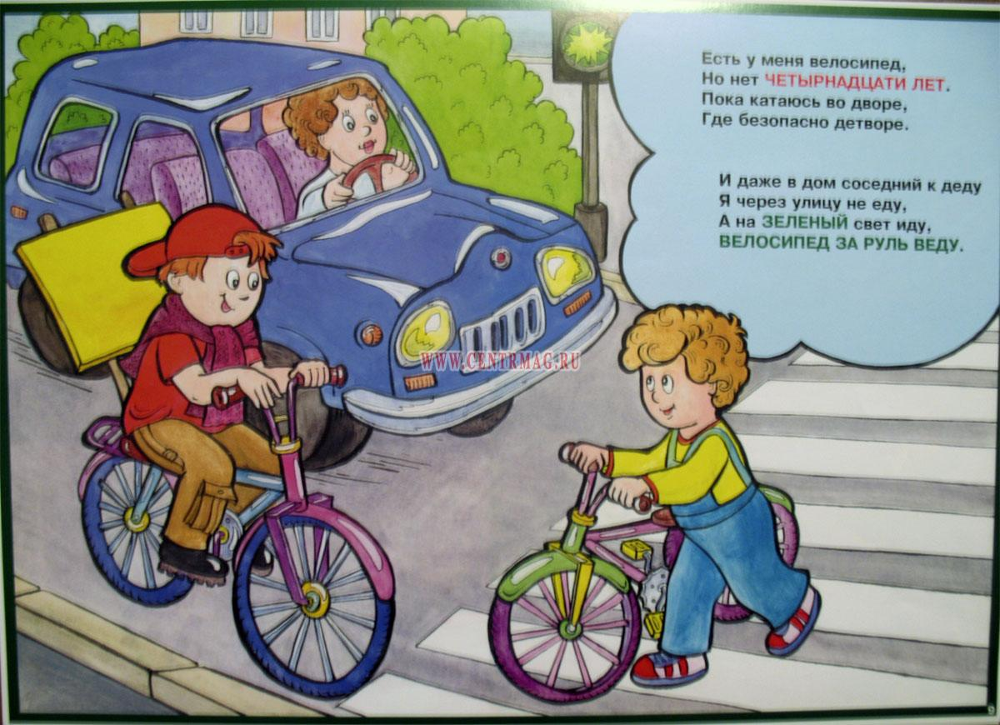 Есть у меня велосипед,
Но нет ЧЕТЫРНАДЦАТИ ЛЕТ.
Пока катаюсь во дворе,
Где безопасно детворе.
И даже в дом соседний к деду
Я через улицу не еду,
А на ЗЕЛЕНЫЙ свет иду,
ВЕЛОСИПЕД ЗА РУЛЬ ВЕДУ.
WWW.CENTRMAG.RU
9